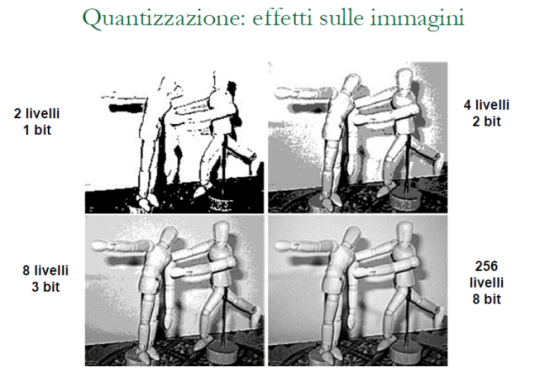 Quantizzazione: effetti sulle immagini
2 livelli
1 bit
4 livelli
2 bit
8 livelli
3 bit
256
livelli
8 bit